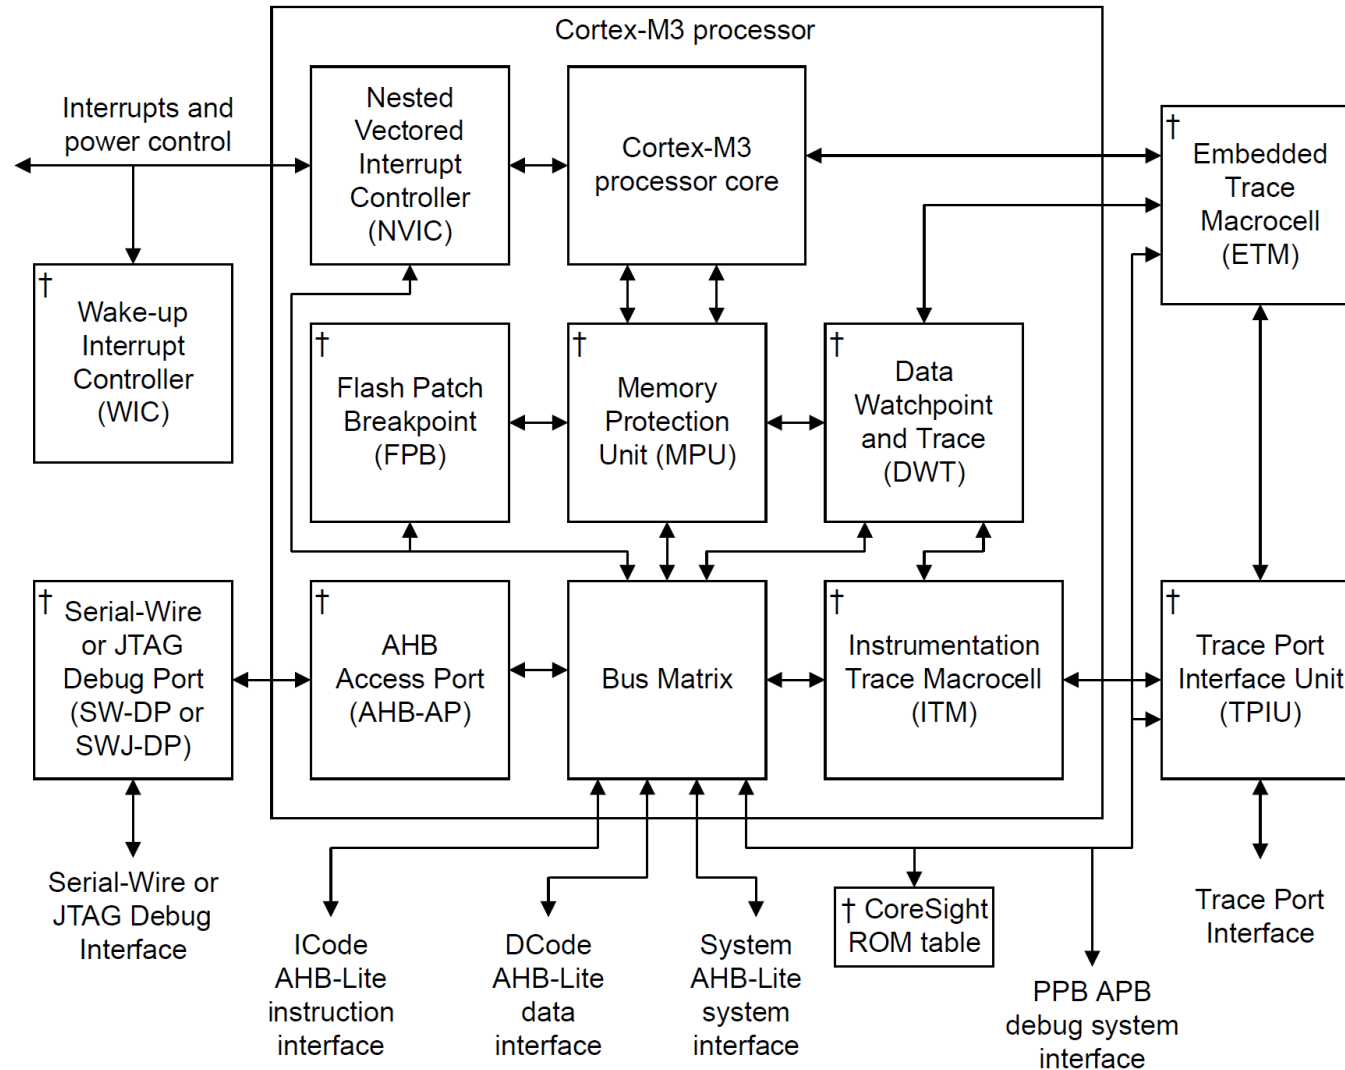 Cortex-M3 processor
Interrupts and
power control
Nested
Vectored
Interrupt
Controller
(NVIC)
Cortex-M3
processor core
†
Embedded
Trace
Macrocell
(ETM)
†
Wake-up
Interrupt
Controller
(WIC)
†
Flash Patch
Breakpoint
(FPB)
†
Memory
Protection
Unit (MPU)
†
Data
Watchpoint
and Trace
(DWT)
†
Serial-Wire
or JTAG
Debug Port
(SW-DP or
SWJ-DP)
†
AHB
Access Port
(AHB-AP)
Bus Matrix
†
Instrumentation
Trace Macrocell
(ITM)
†
Trace Port
Interface Unit
(TPIU)
Serial-Wire or
JTAG Debug
Interface
ICode
AHB-Lite
instruction
interface
DCode
AHB-Lite
data
interface
System
AHB-Lite
system
interface
† CoreSight
ROM table
PPB APB
debug system
interface
Trace Port
Interface